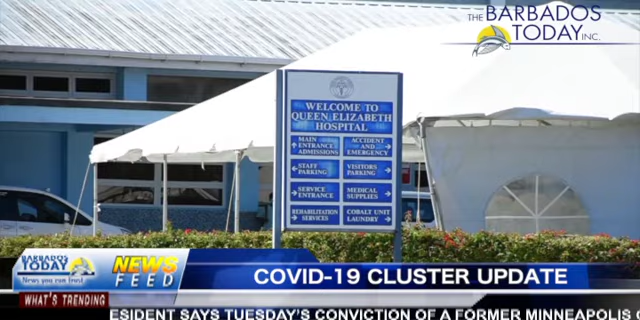 THE BARBADOS
TODAY INC.
WELCOME TO
QUEEN ELIZABETH
HOSPITAL
MAIN
ENTRANCE
ADMISSIONS
ACCIDENT
AND
EMERGENCY
STAFF
PARKING
VISITORS
PARKING
SERVICE
ENTRANCE
MEDICAL
SUPPLIES
REHABILITATION
SERVICES
COBALT UNIT
LAUNDRY
BARBADOS
TODAY
News you can trust
NEWS
FEED
COVID-19 CLUSTER UPDATE
WHAT'S TRENDING
ESIDENT SAYS TUESDAY'S CONVICTION OF A FORMER MINNEAPOLIS